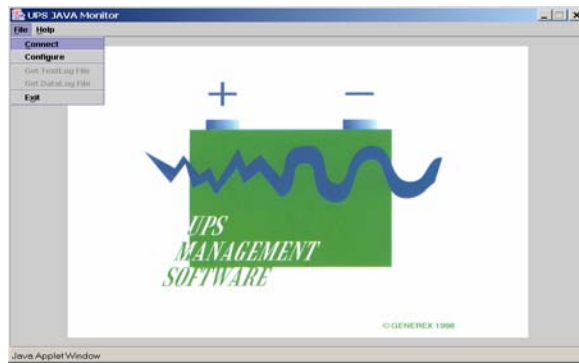 UPS JAVA Monitor
File Help
Connect
Configure
Get TextLog File
Get DataLog File
Exit
+ −
UPS
MANAGEMENT
SOFTWARE
© GENEREX 1998
Java Applet Window